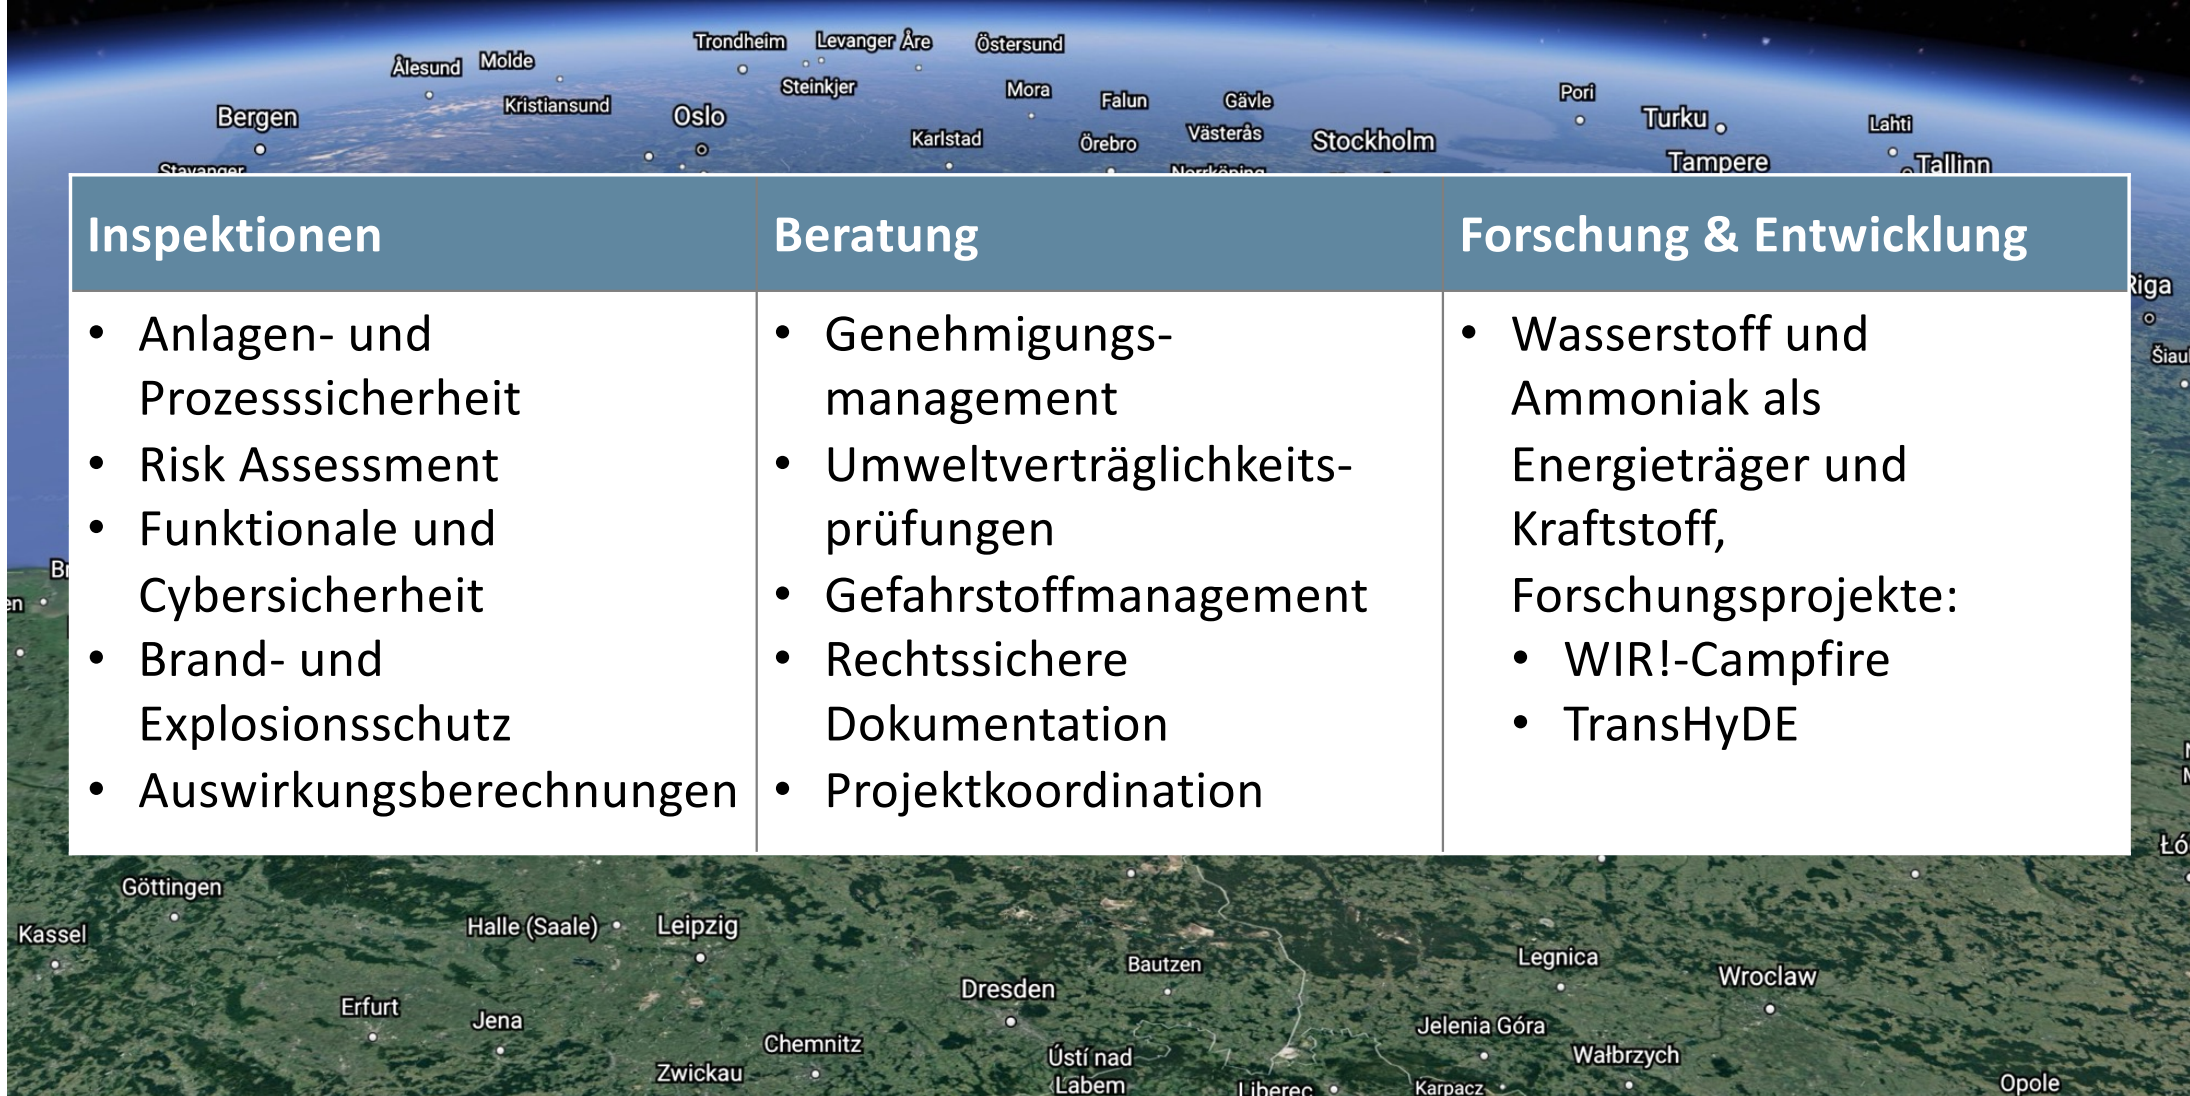 Trondheim
Levanger
Åre
Östersund
Ålesund
Molde
Steinkjer
Mora
Pori
Kristiansund
Falun
Gävle
Bergen
Oslo
Turku
Lahti
Karlstad
Örebro
Västerås
Stockholm
Tampere
Tallinn
Stavanger
Norrköping
Inspektionen
Beratung
Forschung & Entwicklung
Riga
• Anlagen- und
Prozesssicherheit
• Risk Assessment
• Funktionale und
Cybersicherheit
• Brand- und
Explosionsschutz
• Auswirkungsberechnungen
• Genehmigungs-
management
• Umweltverträglichkeits-
prüfungen
• Gefahrstoffmanagement
• Rechtssichere
Dokumentation
• Projektkoordination
• Wasserstoff und
Ammoniak als
Energieträger und
Kraftstoff,
Forschungsprojekte:
• WIR!-Campfire
• TransHyDE
Göttingen
Kassel
Halle (Saale)
Leipzig
Bautzen
Legnica
Wroclaw
Dresden
Erfurt
Jena
Jelenia Góra
Chemnitz
Ústí nad
Labem
Wałbrzych
Zwickau
Liberec
Karpacz
Opole